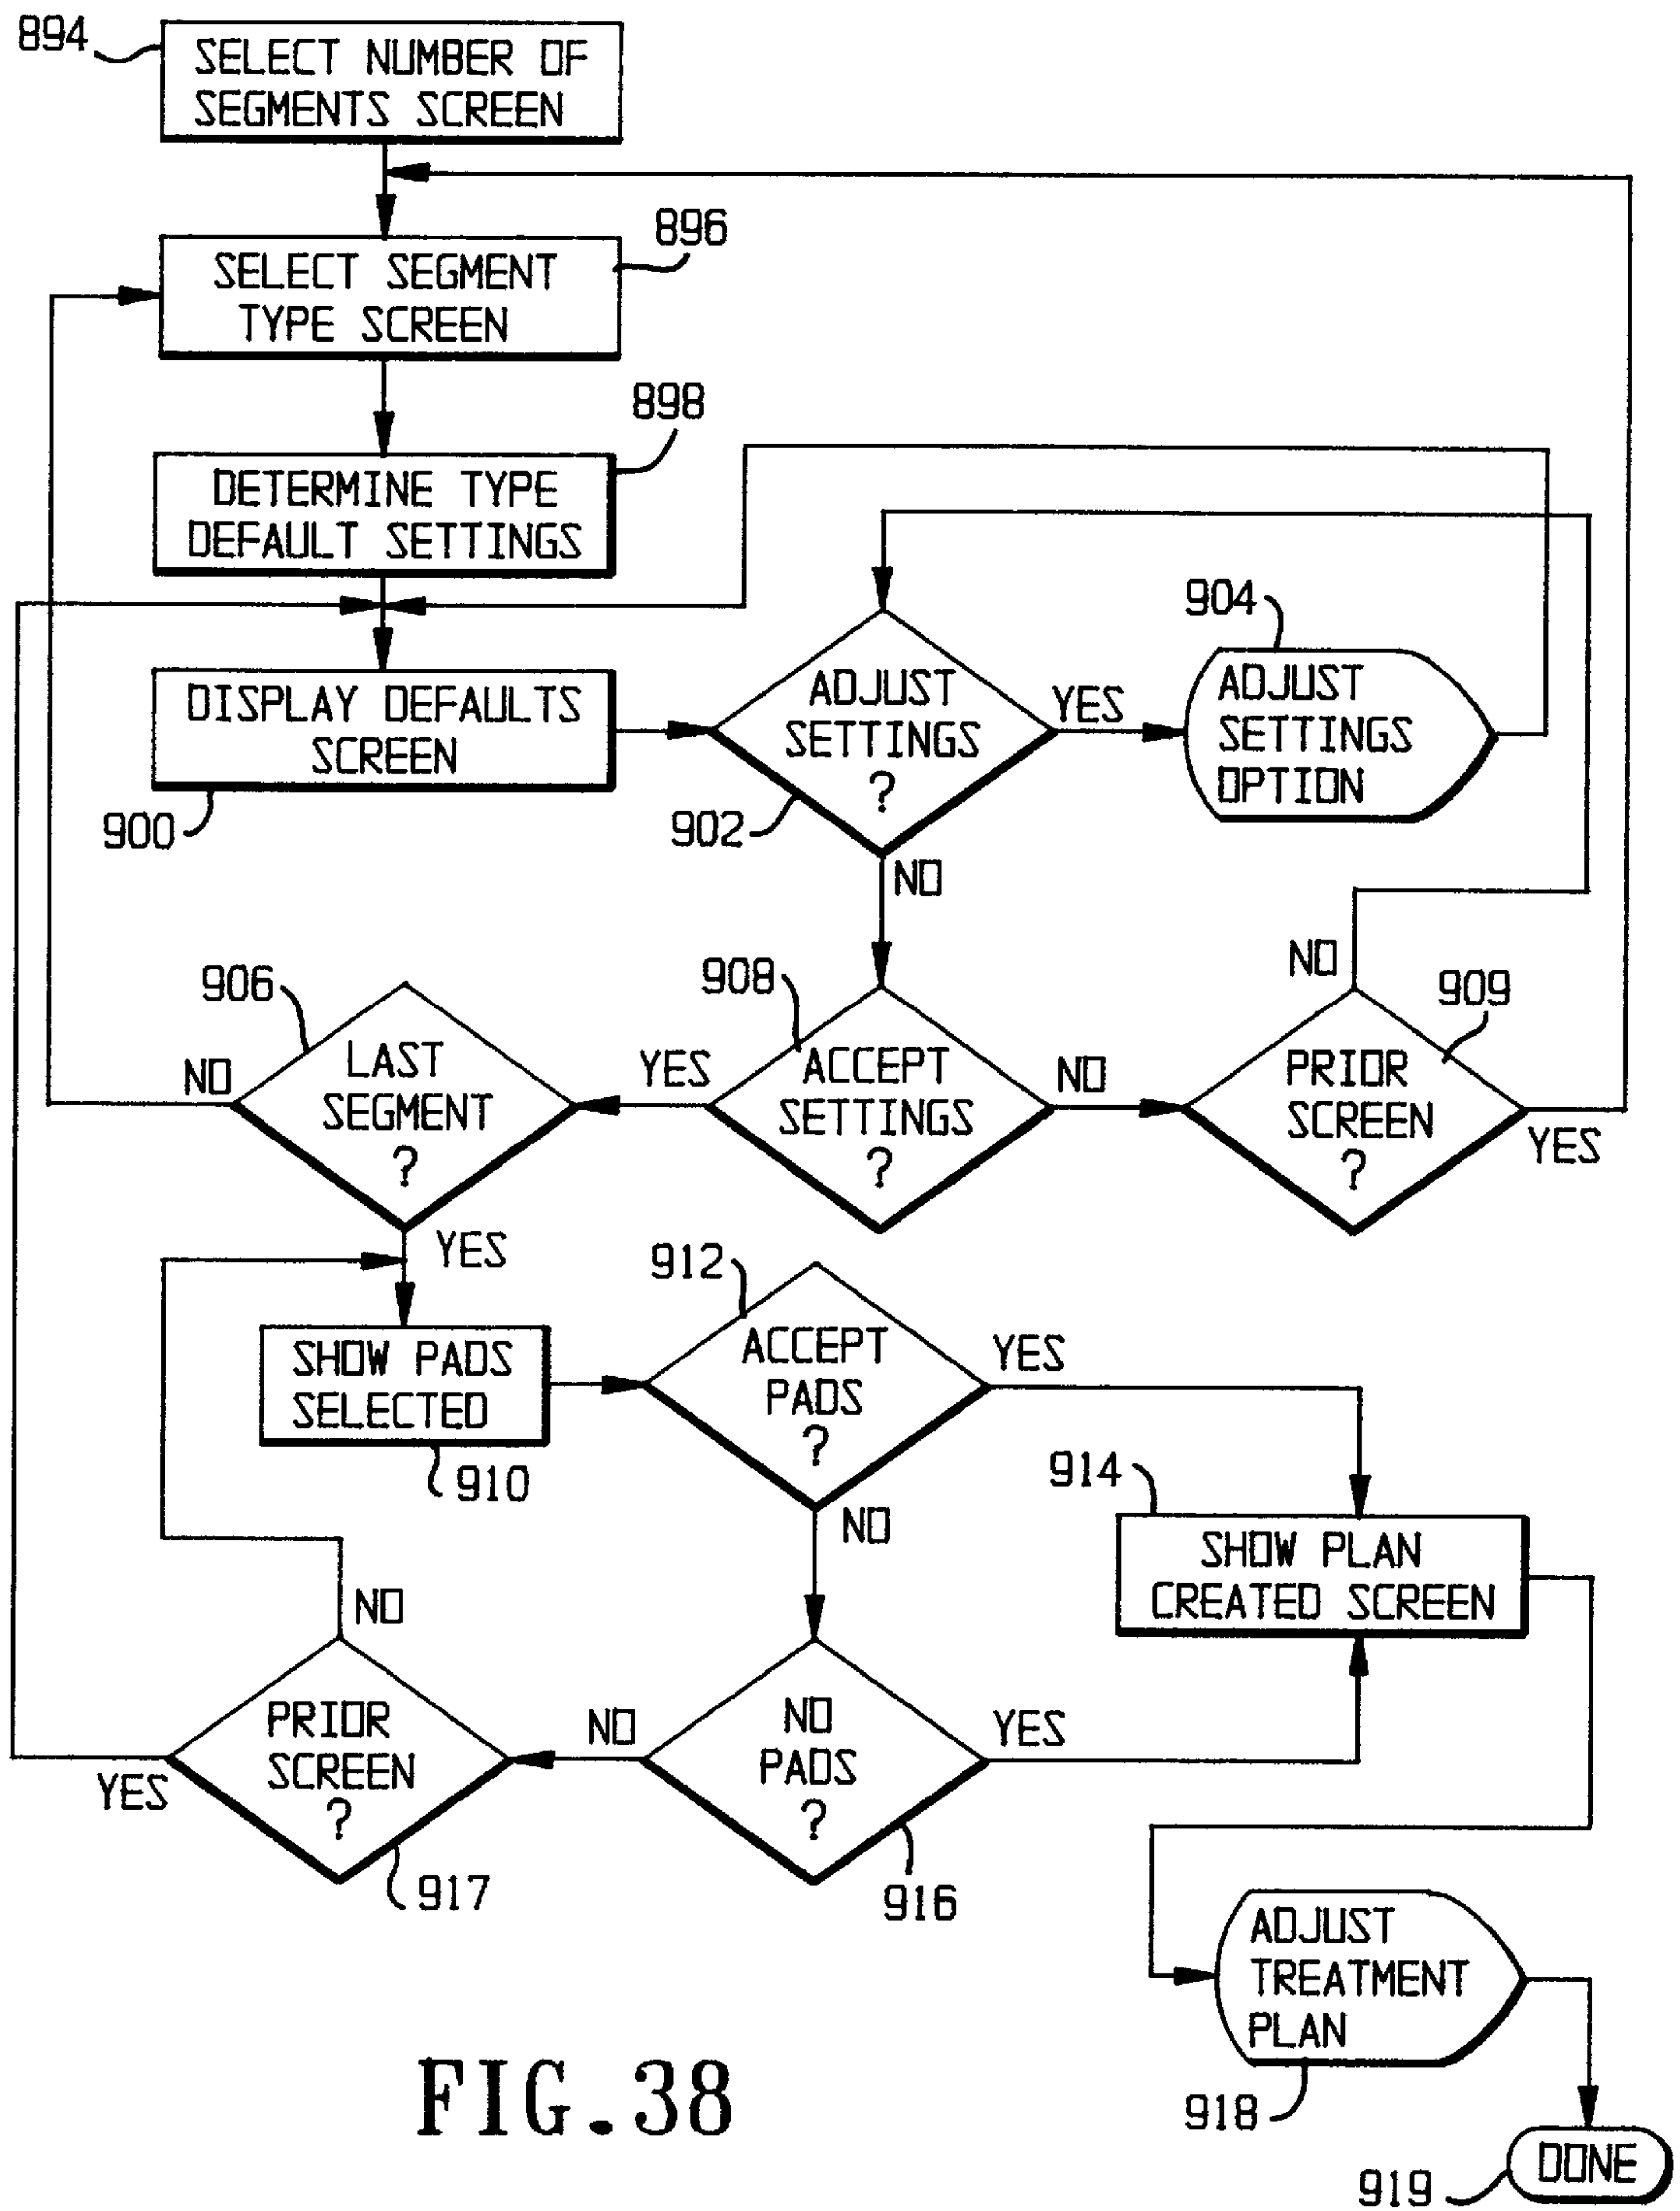 894
SELECT NUMBER OF
SEGMENTS SCREEN
896
SELECT SEGMENT
TYPE SCREEN
898
DETERMINE TYPE
DEFAULT SETTINGS
DISPLAY DEFAULTS
SCREEN
900
ADJUST
SETTINGS
?
902
YES
NO
904
ADJUST
SETTINGS
OPTION
906
LAST
SEGMENT
?
NO
YES
908
ACCEPT
SETTINGS
?
YES
NO
909
PRIOR
SCREEN
?
NO
YES
SHOW PADS
SELECTED
910
912
ACCEPT
PADS
?
YES
NO
914
SHOW PLAN
CREATED SCREEN
PRIOR
SCREEN
?
NO
YES
917
NO
PADS
?
NO
YES
916
ADJUST
TREATMENT
PLAN
918
DONE
919
FIG.38